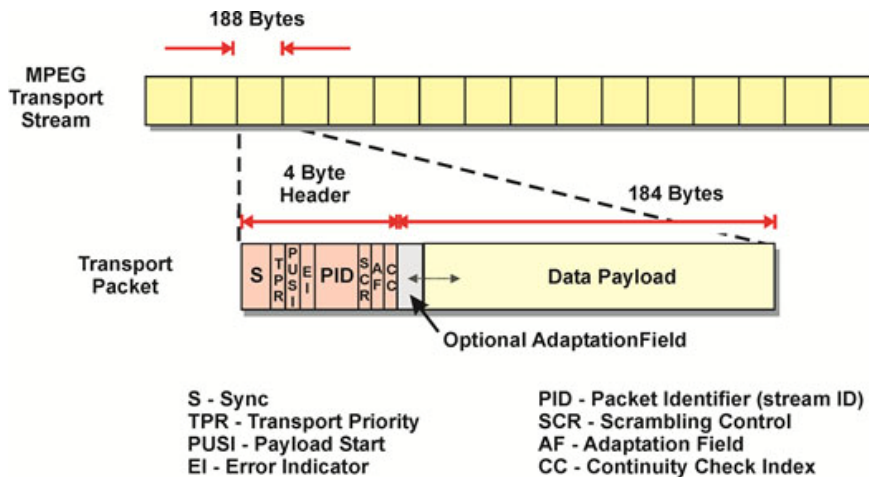 188 Bytes
MPEG
Transport
Stream
4 Byte
Header
184 Bytes
Transport
Packet
S
TPR
PUSI
EI
PID
SCR
AF
CC
Data Payload
Optional AdaptationField
S - Sync
TPR - Transport Priority
PUSI - Payload Start
EI - Error Indicator
PID - Packet Identifier (stream ID)
SCR - Scrambling Control
AF - Adaptation Field
CC - Continuity Check Index